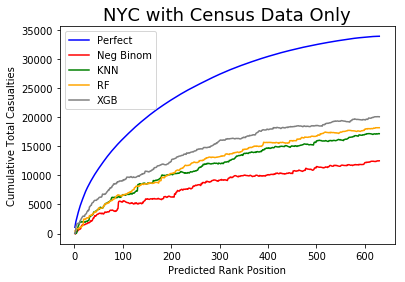 NYC with Census Data Only
Perfect
Neg Binom
KNN
RF
XGB
Cumulative Total Casualties
35000
30000
25000
20000
15000
10000
5000
0
0 100 200 300 400 500 600
Predicted Rank Position